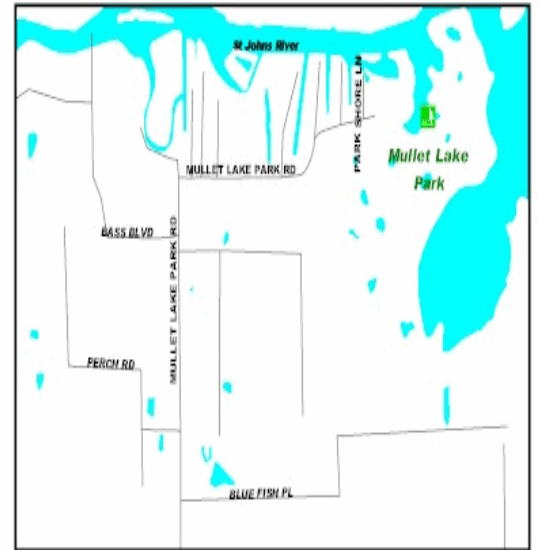 St Johns River
PARK SHORE LN
Mullet Lake
Park
MULLET LAKE PARK RD
BASS BLVD
MULLET LAKE PARK RD
PERCH RD
BLUE FISH PL